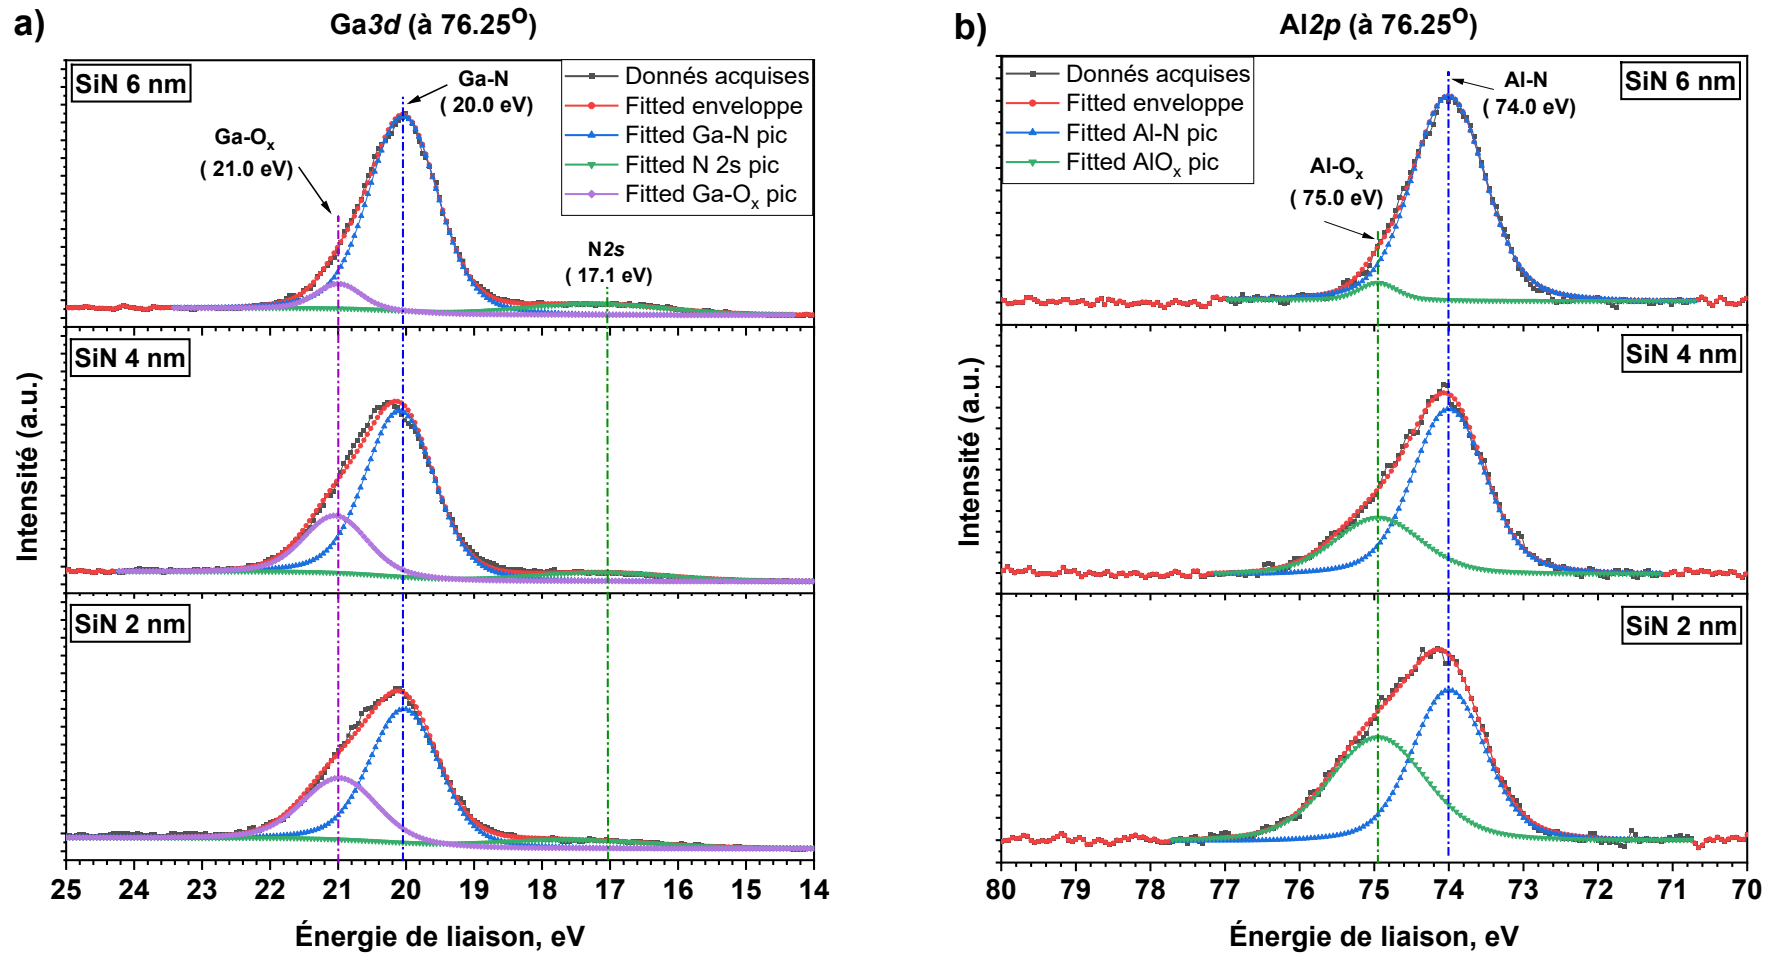 a)
Ga3d (à 76.25°)
SiN 6 nm
Ga-N
( 20.0 eV)
Ga-Oₓ
( 21.0 eV)
N2s
( 17.1 eV)
Donnés acquises
Fitted enveloppe
Fitted Ga-N pic
Fitted N 2s pic
Fitted Ga-Oₓ pic
SiN 4 nm
SiN 2 nm
Intensité (a.u.)
25 24 23 22 21 20 19 18 17 16 15 14
Énergie de liaison, eV
b)
Al2p (à 76.25°)
Donnés acquises
Fitted enveloppe
Fitted Al-N pic
Fitted AlOₓ pic
Al-N
( 74.0 eV)
SiN 6 nm
Al-Oₓ
( 75.0 eV)
SiN 4 nm
SiN 2 nm
Intensité (a.u.)
80 79 78 77 76 75 74 73 72 71 70
Énergie de liaison, eV